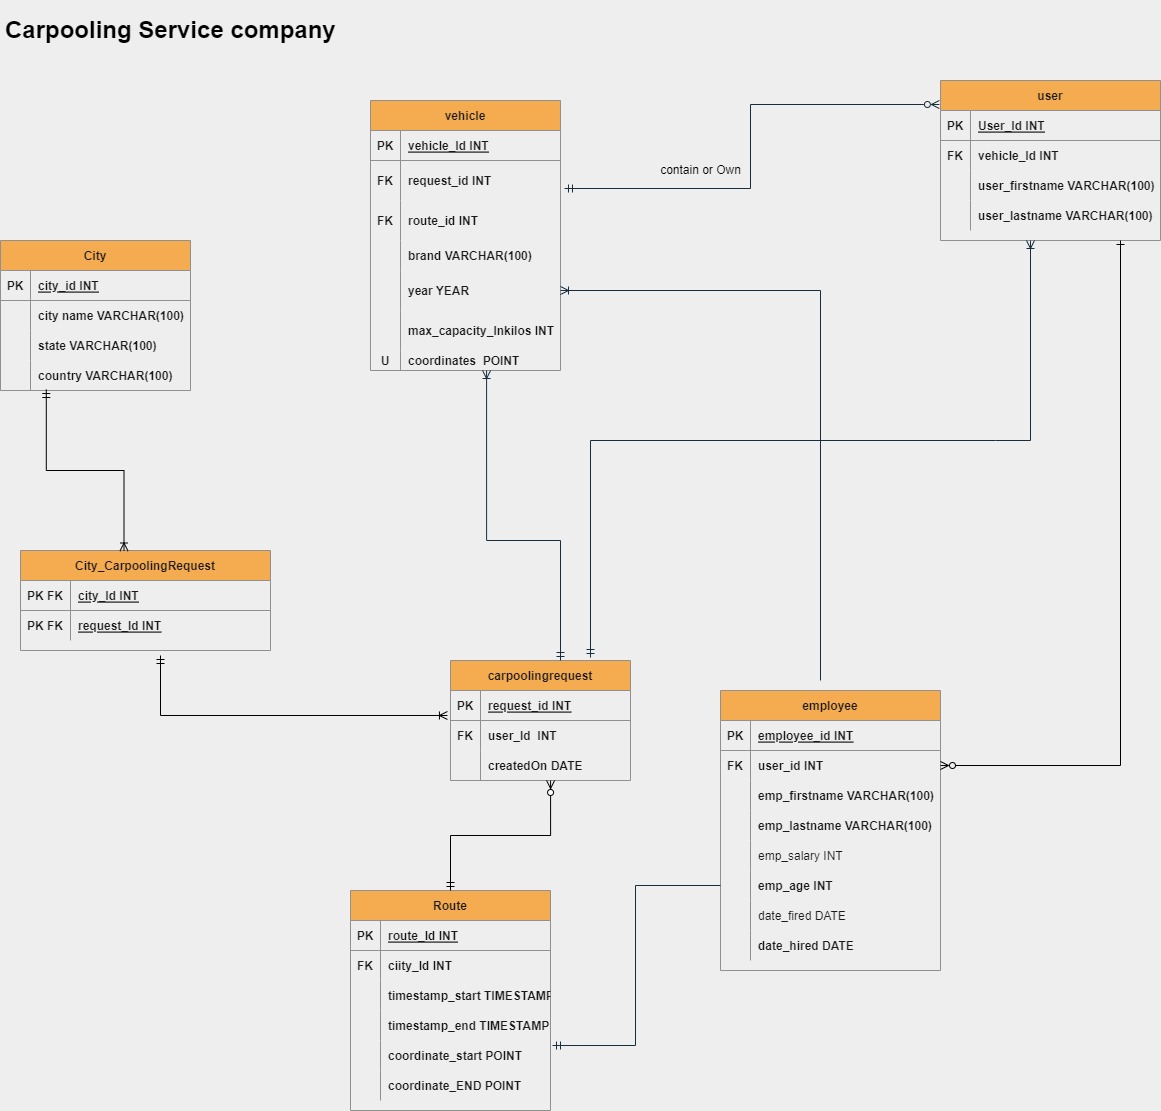 Carpooling Service company
vehicle
PK vehicle_Id INT
FK request_id INT
FK route_id INT
brand VARCHAR(100)
year YEAR
max_capacity_Inkilos INT
U coordinates  POINT
contain or Own
user
PK User_Id INT
FK vehicle_Id INT
user_firstname VARCHAR(100)
user_lastname VARCHAR(100)
City
PK city_id INT
city name VARCHAR(100)
state VARCHAR(100)
country VARCHAR(100)
City_CarpoolingRequest
PK FK city_Id INT
PK FK request_Id INT
carpoolingrequest
PK request_id INT
FK user_Id  INT
createdOn DATE
employee
PK employee_id INT
FK user_id INT
emp_firstname VARCHAR(100)
emp_lastname VARCHAR(100)
emp_salary INT
emp_age INT
date_fired DATE
date_hired DATE
Route
PK route_Id INT
FK ciity_Id INT
timestamp_start TIMESTAMP
timestamp_end TIMESTAMP
coordinate_start POINT
coordinate_END POINT